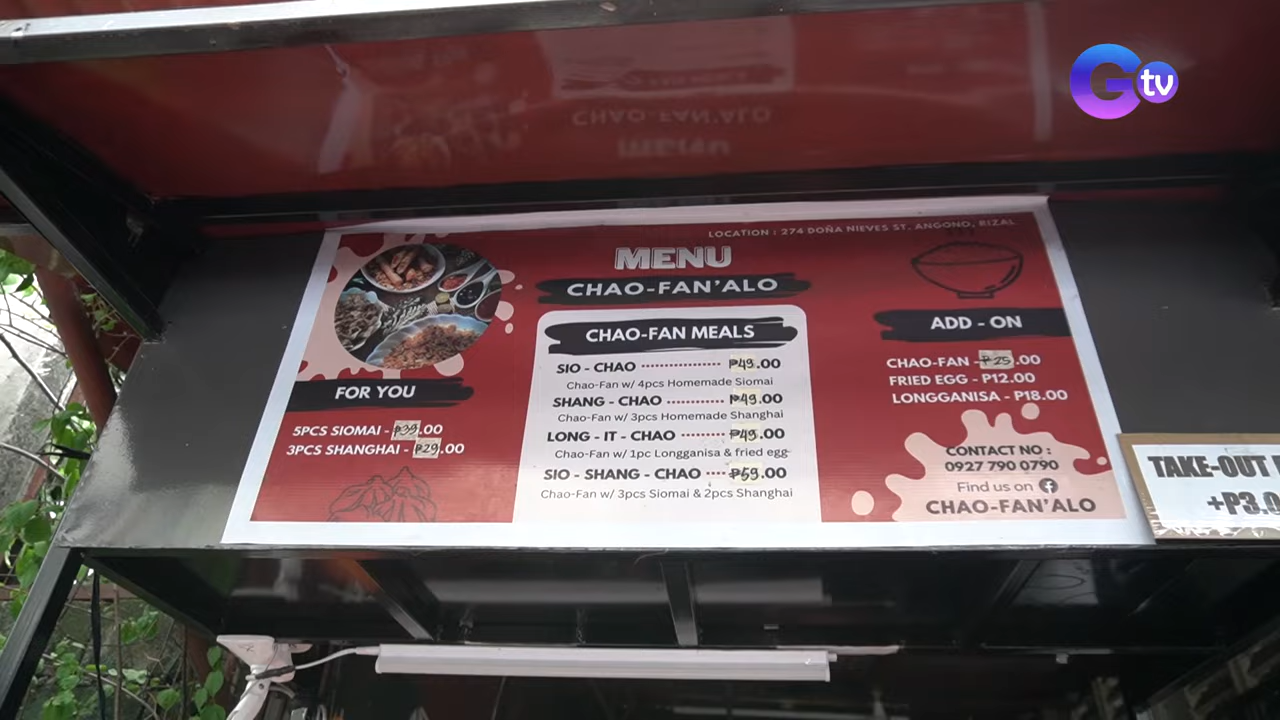 Gtv
LOCATION : 274 DOÑA NIEVES ST, ANGONO, RIZAL
MENU
CHAO-FAN'ALO
FOR YOU
5PCS SIOMAI - ₱39.00
3PCS SHANGHAI - ₱29.00
CHAO-FAN MEALS
SIO - CHAO ················· ₱49.00
Chao-Fan w/ 4pcs Homemade Siomai
SHANG - CHAO ············ ₱49.00
Chao-Fan w/ 3pcs Homemade Shanghai
LONG - IT - CHAO ········· ₱49.00
Chao-Fan w/ 1pc Longganisa & fried egg
SIO - SHANG - CHAO ···· ₱59.00
Chao-Fan w/ 3pcs Siomai & 2pcs Shanghai
ADD - ON
CHAO-FAN - ₱25.00
FRIED EGG - P12.00
LONGGANISA - P18.00
CONTACT NO :
0927 790 0790
Find us on
CHAO-FAN'ALO
TAKE-OUT
+P3.0